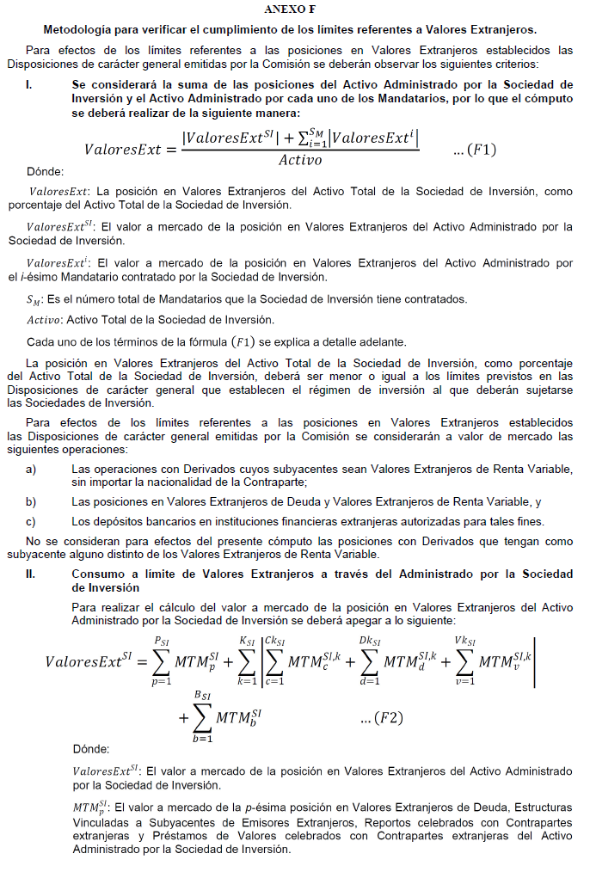 ANEXO F
Metodología para verificar el cumplimiento de los límites referentes a Valores Extranjeros.
Para efectos de los límites referentes a las posiciones en Valores Extranjeros establecidos las
Disposiciones de carácter general emitidas por la Comisión se deberán observar los siguientes criterios:
I. Se considerará la suma de las posiciones del Activo Administrado por la Sociedad de
Inversión y el Activo Administrado por cada uno de los Mandatarios, por lo que el cómputo
se deberá realizar de la siguiente manera:
ValoresExt = (|ValoresExt^{SI}| + ∑_{i=1}^{S_M} |ValoresExt^i|) / Activo ... (F1)
Dónde:
ValoresExt: La posición en Valores Extranjeros del Activo Total de la Sociedad de Inversión, como
porcentaje del Activo Total de la Sociedad de Inversión.
ValoresExt^{SI}: El valor a mercado de la posición en Valores Extranjeros del Activo Administrado por la
Sociedad de Inversión.
ValoresExt^i: El valor a mercado de la posición en Valores Extranjeros del Activo Administrado por
el i-ésimo Mandatario contratado por la Sociedad de Inversión.
S_M: Es el número total de Mandatarios que la Sociedad de Inversión tiene contratados.
Activo: Activo Total de la Sociedad de Inversión.
Cada uno de los términos de la fórmula (F1) se explica a detalle adelante.
La posición en Valores Extranjeros del Activo Total de la Sociedad de Inversión, como porcentaje
del Activo Total de la Sociedad de Inversión, deberá ser menor o igual a los límites previstos en las
Disposiciones de carácter general que establecen el régimen de inversión al que deberán sujetarse
las Sociedades de Inversión.
Para efectos de los límites referentes a las posiciones en Valores Extranjeros establecidos
las Disposiciones de carácter general emitidas por la Comisión se considerarán a valor de mercado las
siguientes operaciones:
a) Las operaciones con Derivados cuyos subyacentes sean Valores Extranjeros de Renta Variable,
sin importar la nacionalidad de la Contraparte;
b) Las posiciones en Valores Extranjeros de Deuda y Valores Extranjeros de Renta Variable, y
c) Los depósitos bancarios en instituciones financieras extranjeras autorizadas para tales fines.
No se consideran para efectos del presente cómputo las posiciones con Derivados que tengan como
subyacente alguno distinto de los Valores Extranjeros de Renta Variable.
II. Consumo a límite de Valores Extranjeros a través del Administrado por la Sociedad
de Inversión
Para realizar el cálculo del valor a mercado de la posición en Valores Extranjeros del Activo
Administrado por la Sociedad de Inversión se deberá apegar a lo siguiente:
ValoresExt^{SI} = ∑_{p=1}^{P_{SI}} MTM_p^{SI} + ∑_{k=1}^{K_{SI}} |∑_{c=1}^{Ck_{SI}} MTM_c^{SI,k} + ∑_{d=1}^{Dk_{SI}} MTM_d^{SI,k} + ∑_{v=1}^{Vk_{SI}} MTM_v^{SI,k}|
+ ∑_{b=1}^{B_{SI}} MTM_b^{SI} ... (F2)
Dónde:
ValoresExt^{SI}: El valor a mercado de la posición en Valores Extranjeros del Activo Administrado
por la Sociedad de Inversión.
MTM_p^{SI}: El valor a mercado de la p-ésima posición en Valores Extranjeros de Deuda, Estructuras
Vinculadas a Subyacentes de Emisores Extranjeros, Reportos celebrados con Contrapartes
extranjeras y Préstamos de Valores celebrados con Contrapartes extranjeras del Activo
Administrado por la Sociedad de Inversión.